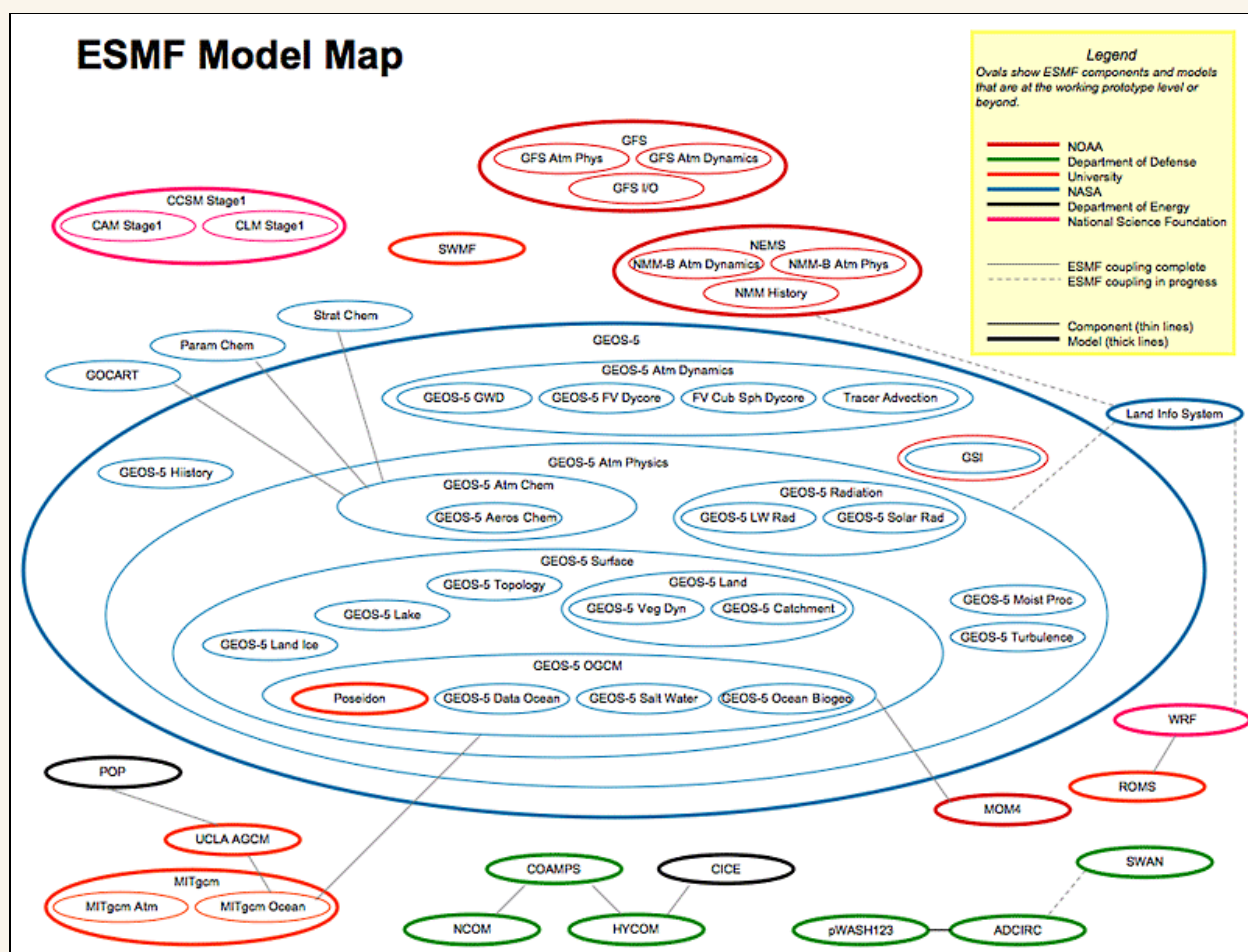 ESMF Model Map
Legend
Ovals show ESMF components and models
that are at the working prototype level or
beyond.
NOAA
Department of Defense
University
NASA
Department of Energy
National Science Foundation
ESMF coupling complete
ESMF coupling in progress
Component (thin lines)
Model (thick lines)
GFS
GFS Atm Phys
GFS Atm Dynamics
GFS I/O
CCSM Stage1
CAM Stage1
CLM Stage1
SWMF
NEMS
NMM-B Atm Dynamics
NMM-B Atm Phys
NMM History
Strat Chem
Param Chem
GOCART
GEOS-5
GEOS-5 Atm Dynamics
GEOS-5 GWD
GEOS-5 FV Dycore
FV Cub Sph Dycore
Tracer Advection
Land Info System
GEOS-5 Hiistory
GEOS-5 Atm Physics
GSI
GEOS-5 Atm Chem
GEOS-5 Aeros Chem
GEOS-5 Radiation
GEOS-5 LW Rad
GEOS-5 Solar Rad
GEOS-5 Surface
GEOS-5 Topology
GEOS-5 Land
GEOS-5 Veg Dyn
GEOS-5 Catchment
GEOS-5 Lake
GEOS-5 Land Ice
GEOS-5 Moist Proc
GEOS-5 Turbulence
GEOS-5 OGCM
Poseidon
GEOS-5 Data Ocean
GEOS-5 Salt Water
GEOS-5 Ocean Biogeo
WRF
POP
ROMS
MOM4
UCLA AGCM
MITgcm
MITgcm Atm
MITgcm Ocean
COAMPS
CICE
SWAN
NCOM
HYCOM
pWASH123
ADCIRC